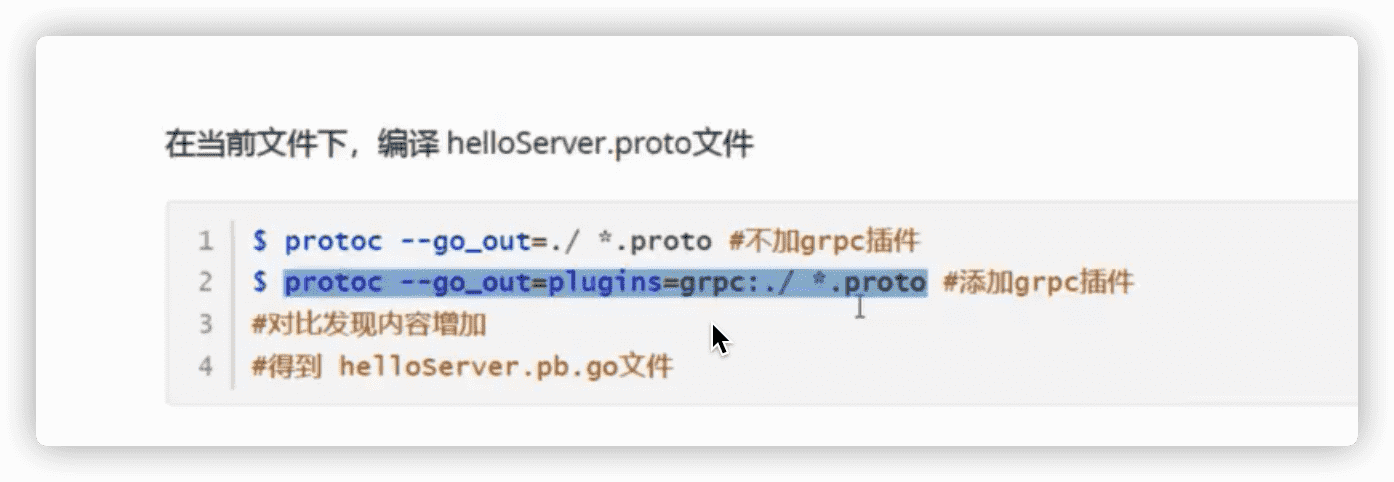 在当前文件下，编译 helloServer.proto文件
1 $ protoc --go_out=./ *.proto #不加grpc插件
2 $ protoc --go_out=plugins=grpc:./ *.proto #添加grpc插件
3 #对比发现内容增加
4 #得到 helloServer.pb.go文件